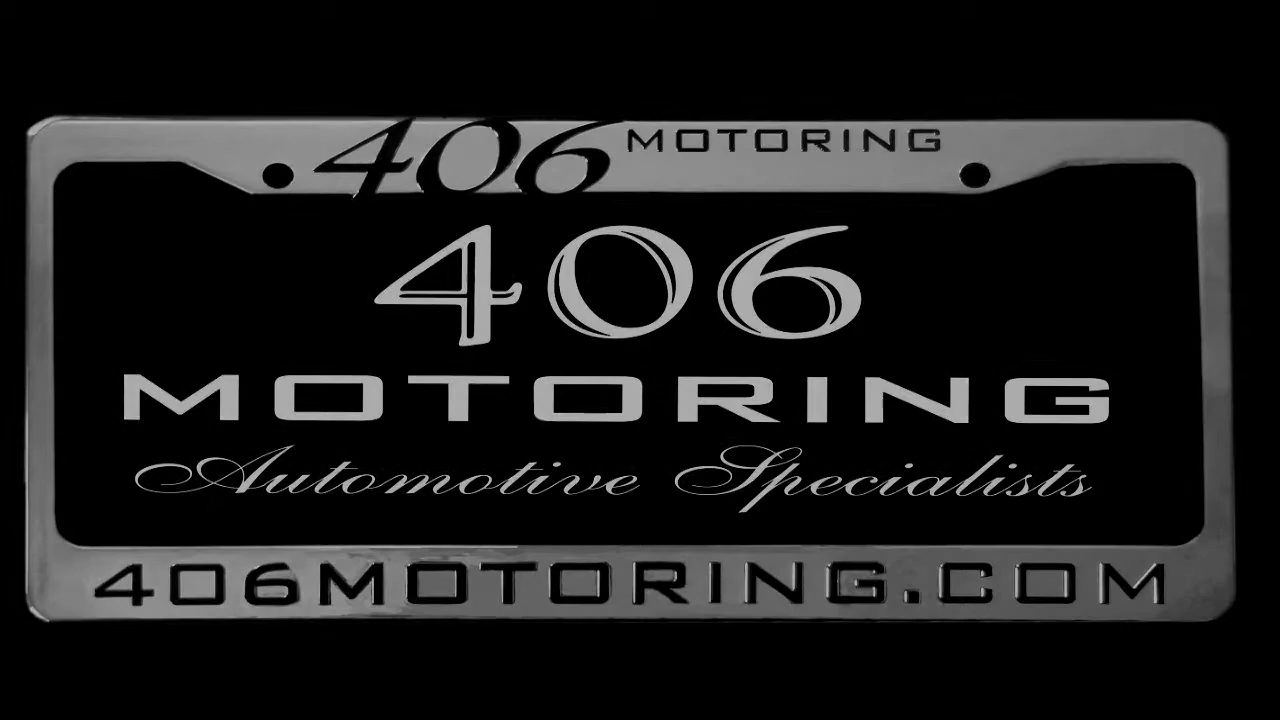 406 MOTORING
406
MOTORING
Automotive Specialists
406MOTORING.COM